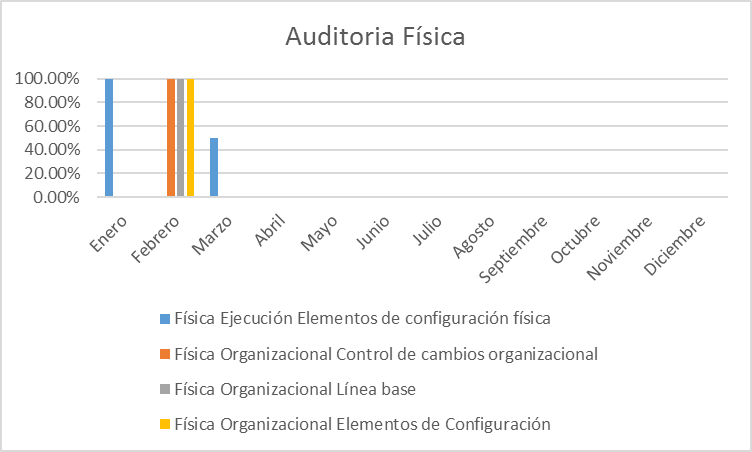 Auditoria Física
100.00%
80.00%
60.00%
40.00%
20.00%
0.00%
Enero
Febrero
Marzo
Abril
Mayo
Junio
Julio
Agosto
Septiembre
Octubre
Noviembre
Diciembre
Física Ejecución Elementos de configuración física
Física Organizacional Control de cambios organizacional
Física Organizacional Línea base
Física Organizacional Elementos de Configuración